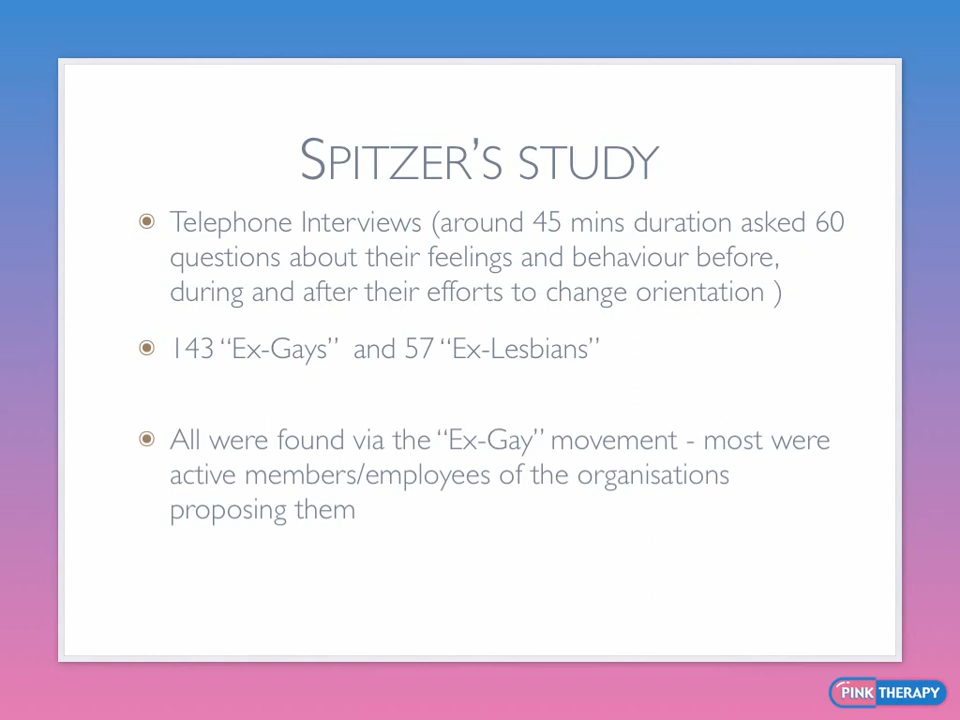 SPITZER'S STUDY
Telephone Interviews (around 45 mins duration asked 60
questions about their feelings and behaviour before,
during and after their efforts to change orientation )
143 “Ex-Gays”  and 57 “Ex-Lesbians”
All were found via the “Ex-Gay” movement - most were
active members/employees of the organisations
proposing them
PINK THERAPY